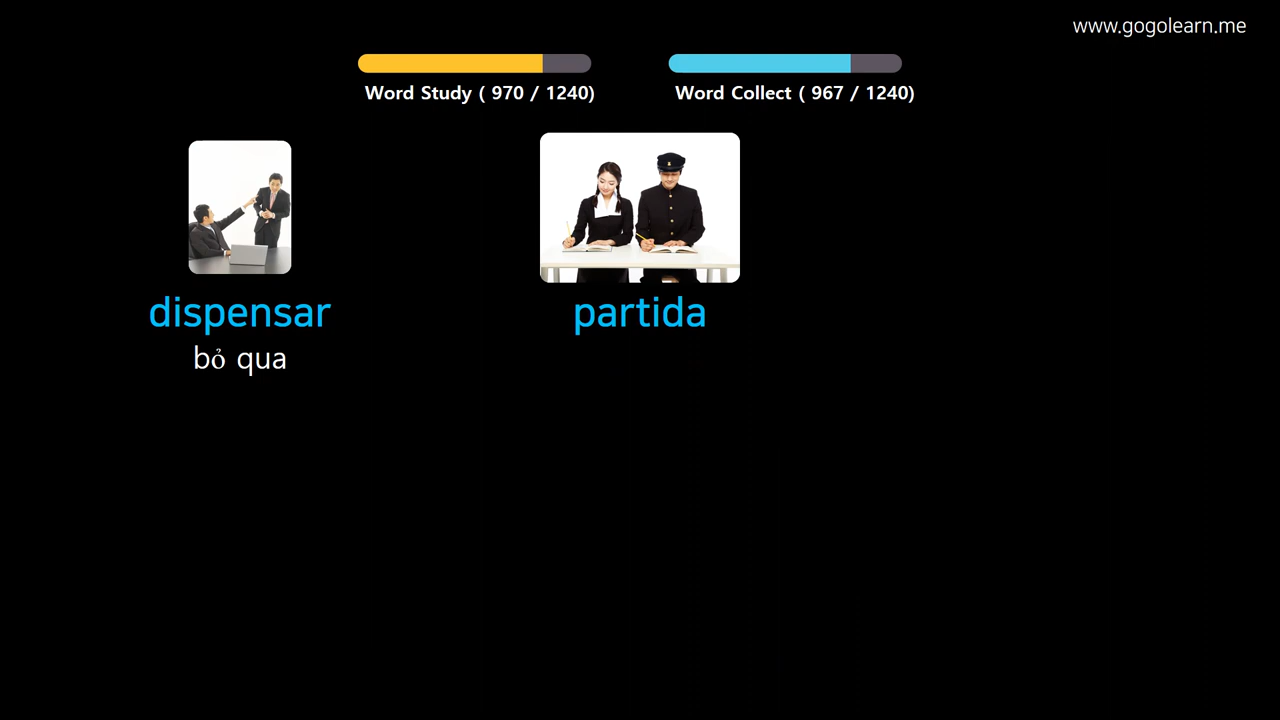 www.gogolearn.me
Word Study ( 970 / 1240)
Word Collect ( 967 / 1240)
dispensar
bỏ qua
partida